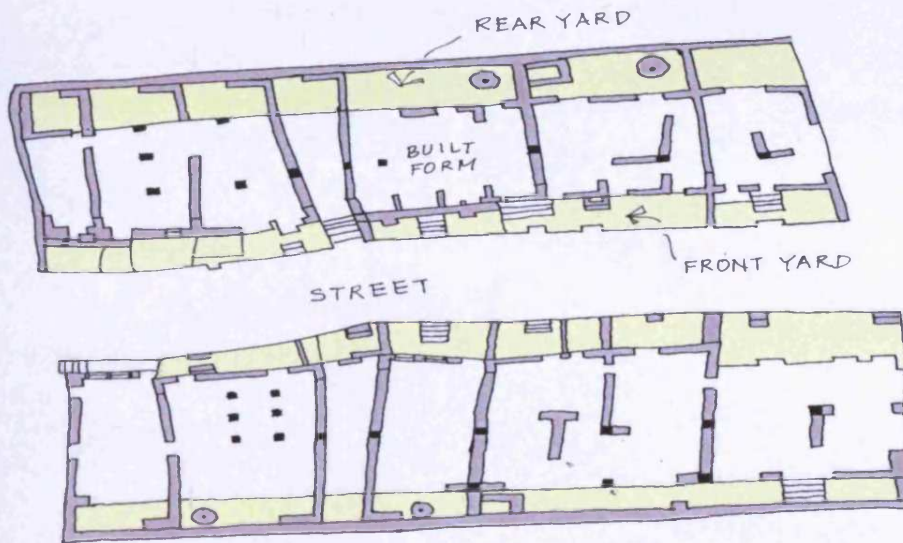 REAR YARD
BUILT
FORM
FRONT YARD
STREET